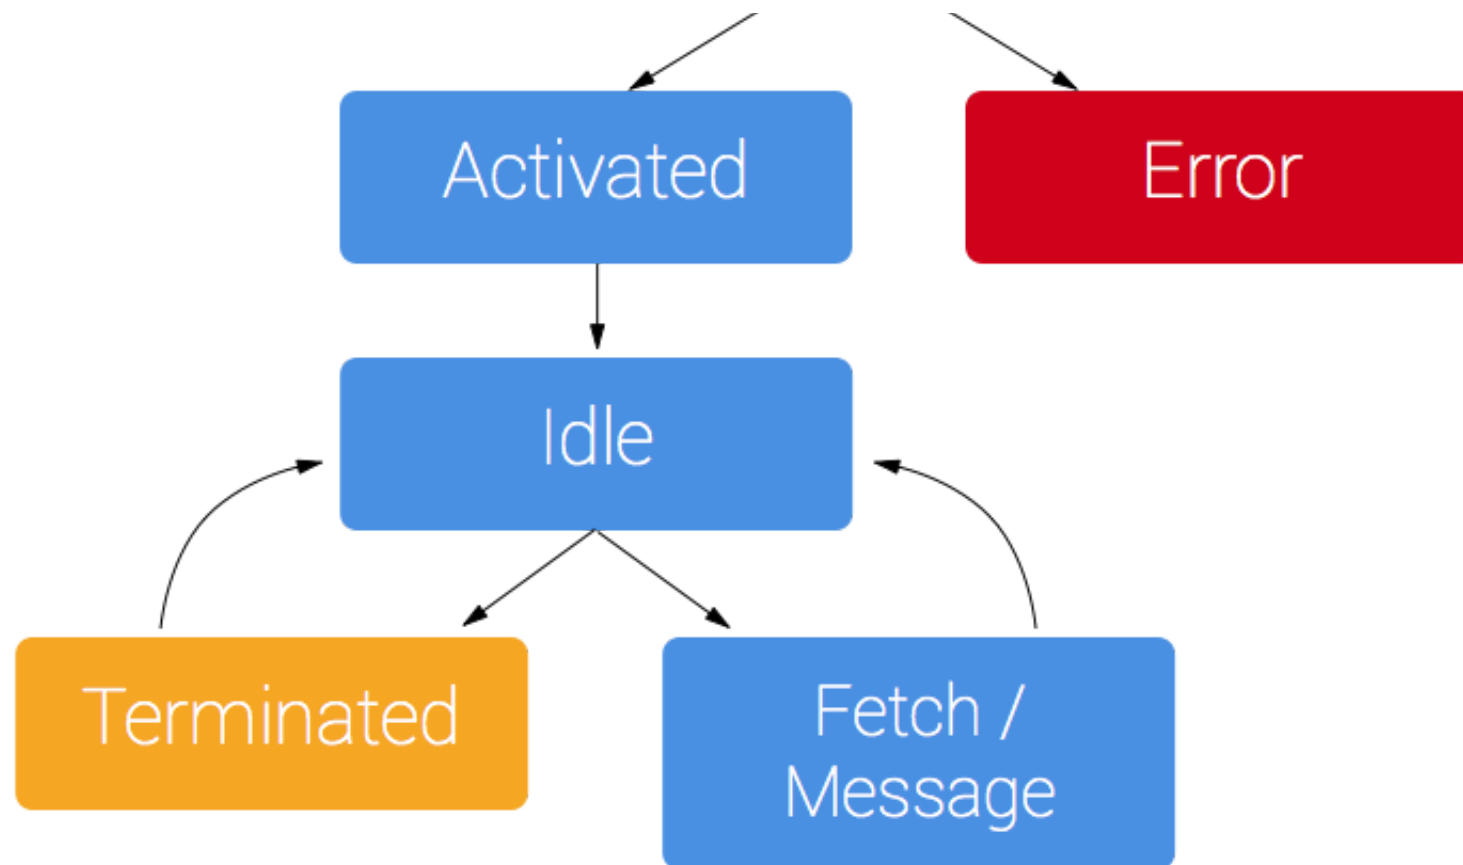 Activated
Error
Idle
Terminated
Fetch /
Message